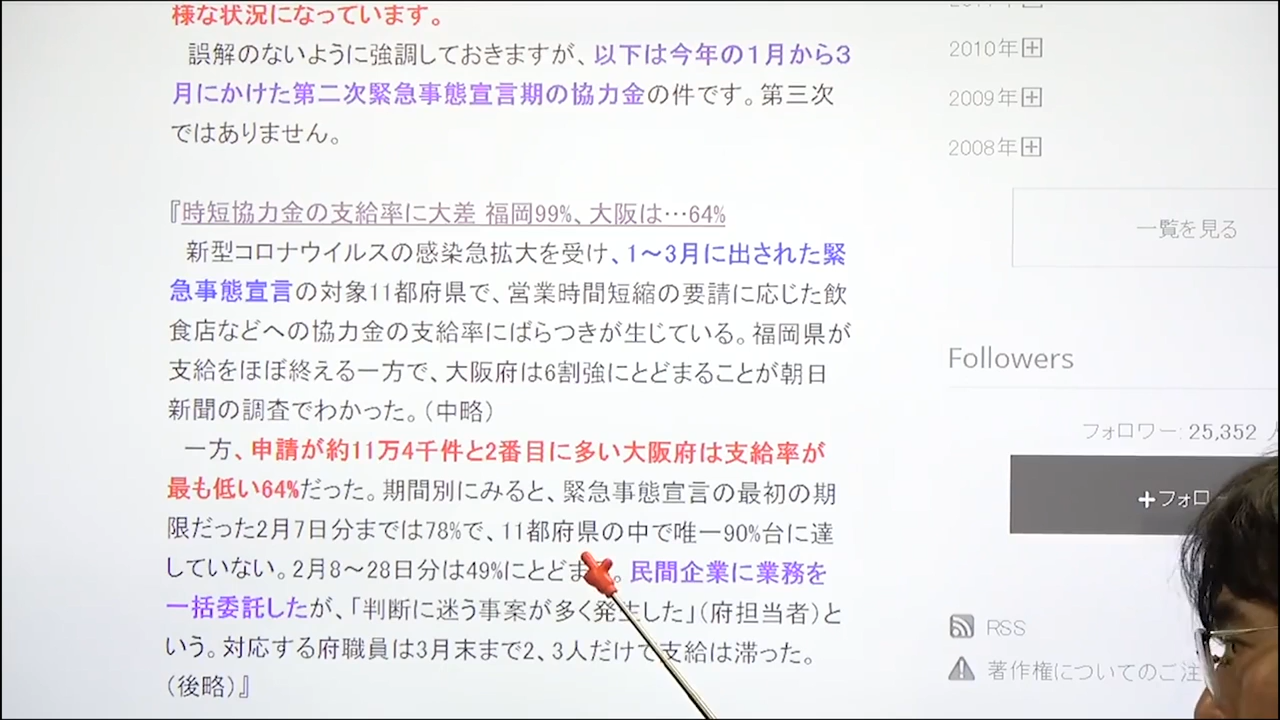 様な状況になっています。
誤解のないように強調しておきますが、以下は今年の１月から３
月にかけた第二次緊急事態宣言期の協力金の件です。第三次
ではありません。
『時短協力金の支給率に大差 福岡99%、大阪は…64%
新型コロナウイルスの感染急拡大を受け、1～3月に出された緊
急事態宣言の対象11都府県で、営業時間短縮の要請に応じた飲
食店などへの協力金の支給率にばらつきが生じている。福岡県が
支給をほぼ終える一方で、大阪府は6割強にとどまることが朝日
新聞の調査でわかった。（中略）
一方、申請が約11万4千件と2番目に多い大阪府は支給率が
最も低い64%だった。期間別にみると、緊急事態宣言の最初の期
限だった2月7日分までは78%で、11都府県の中で唯一90%台に達
していない。2月8～28日分は49%にとどま。民間企業に業務を
一括委託したが、「判断に迷う事案が多く発生した」（府担当者）と
いう。対応する府職員は3月末まで2、3人だけで支給は滞った。
（後略）』
2010年
2009年
2008年
一覧を見る
Followers
フォロワー: 25,352
+フォロー
RSS
著作権についてのご注